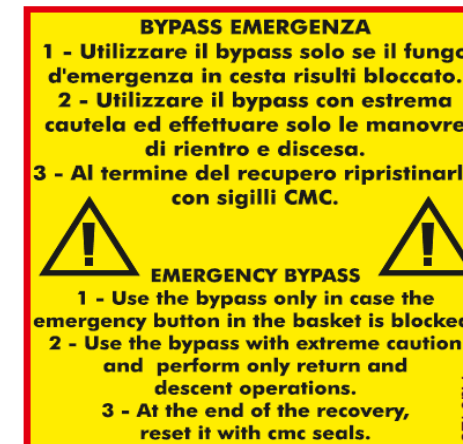 BYPASS EMERGENZA
1 - Utilizzare il bypass solo se il fungo
d'emergenza in cesta risulti bloccato.
2 - Utilizzare il bypass con estrema
cautela ed effettuare solo le manovre
di rientro e discesa.
3 - Al termine del recupero ripristinarl
con sigilli CMC.
! !
EMERGENCY BYPASS
1 - Use the bypass only in case the
emergency button in the basket is blocked
2 - Use the bypass with extreme caution
and perform only return and
descent operations.
3 - At the end of the recovery,
reset it with cmc seals.